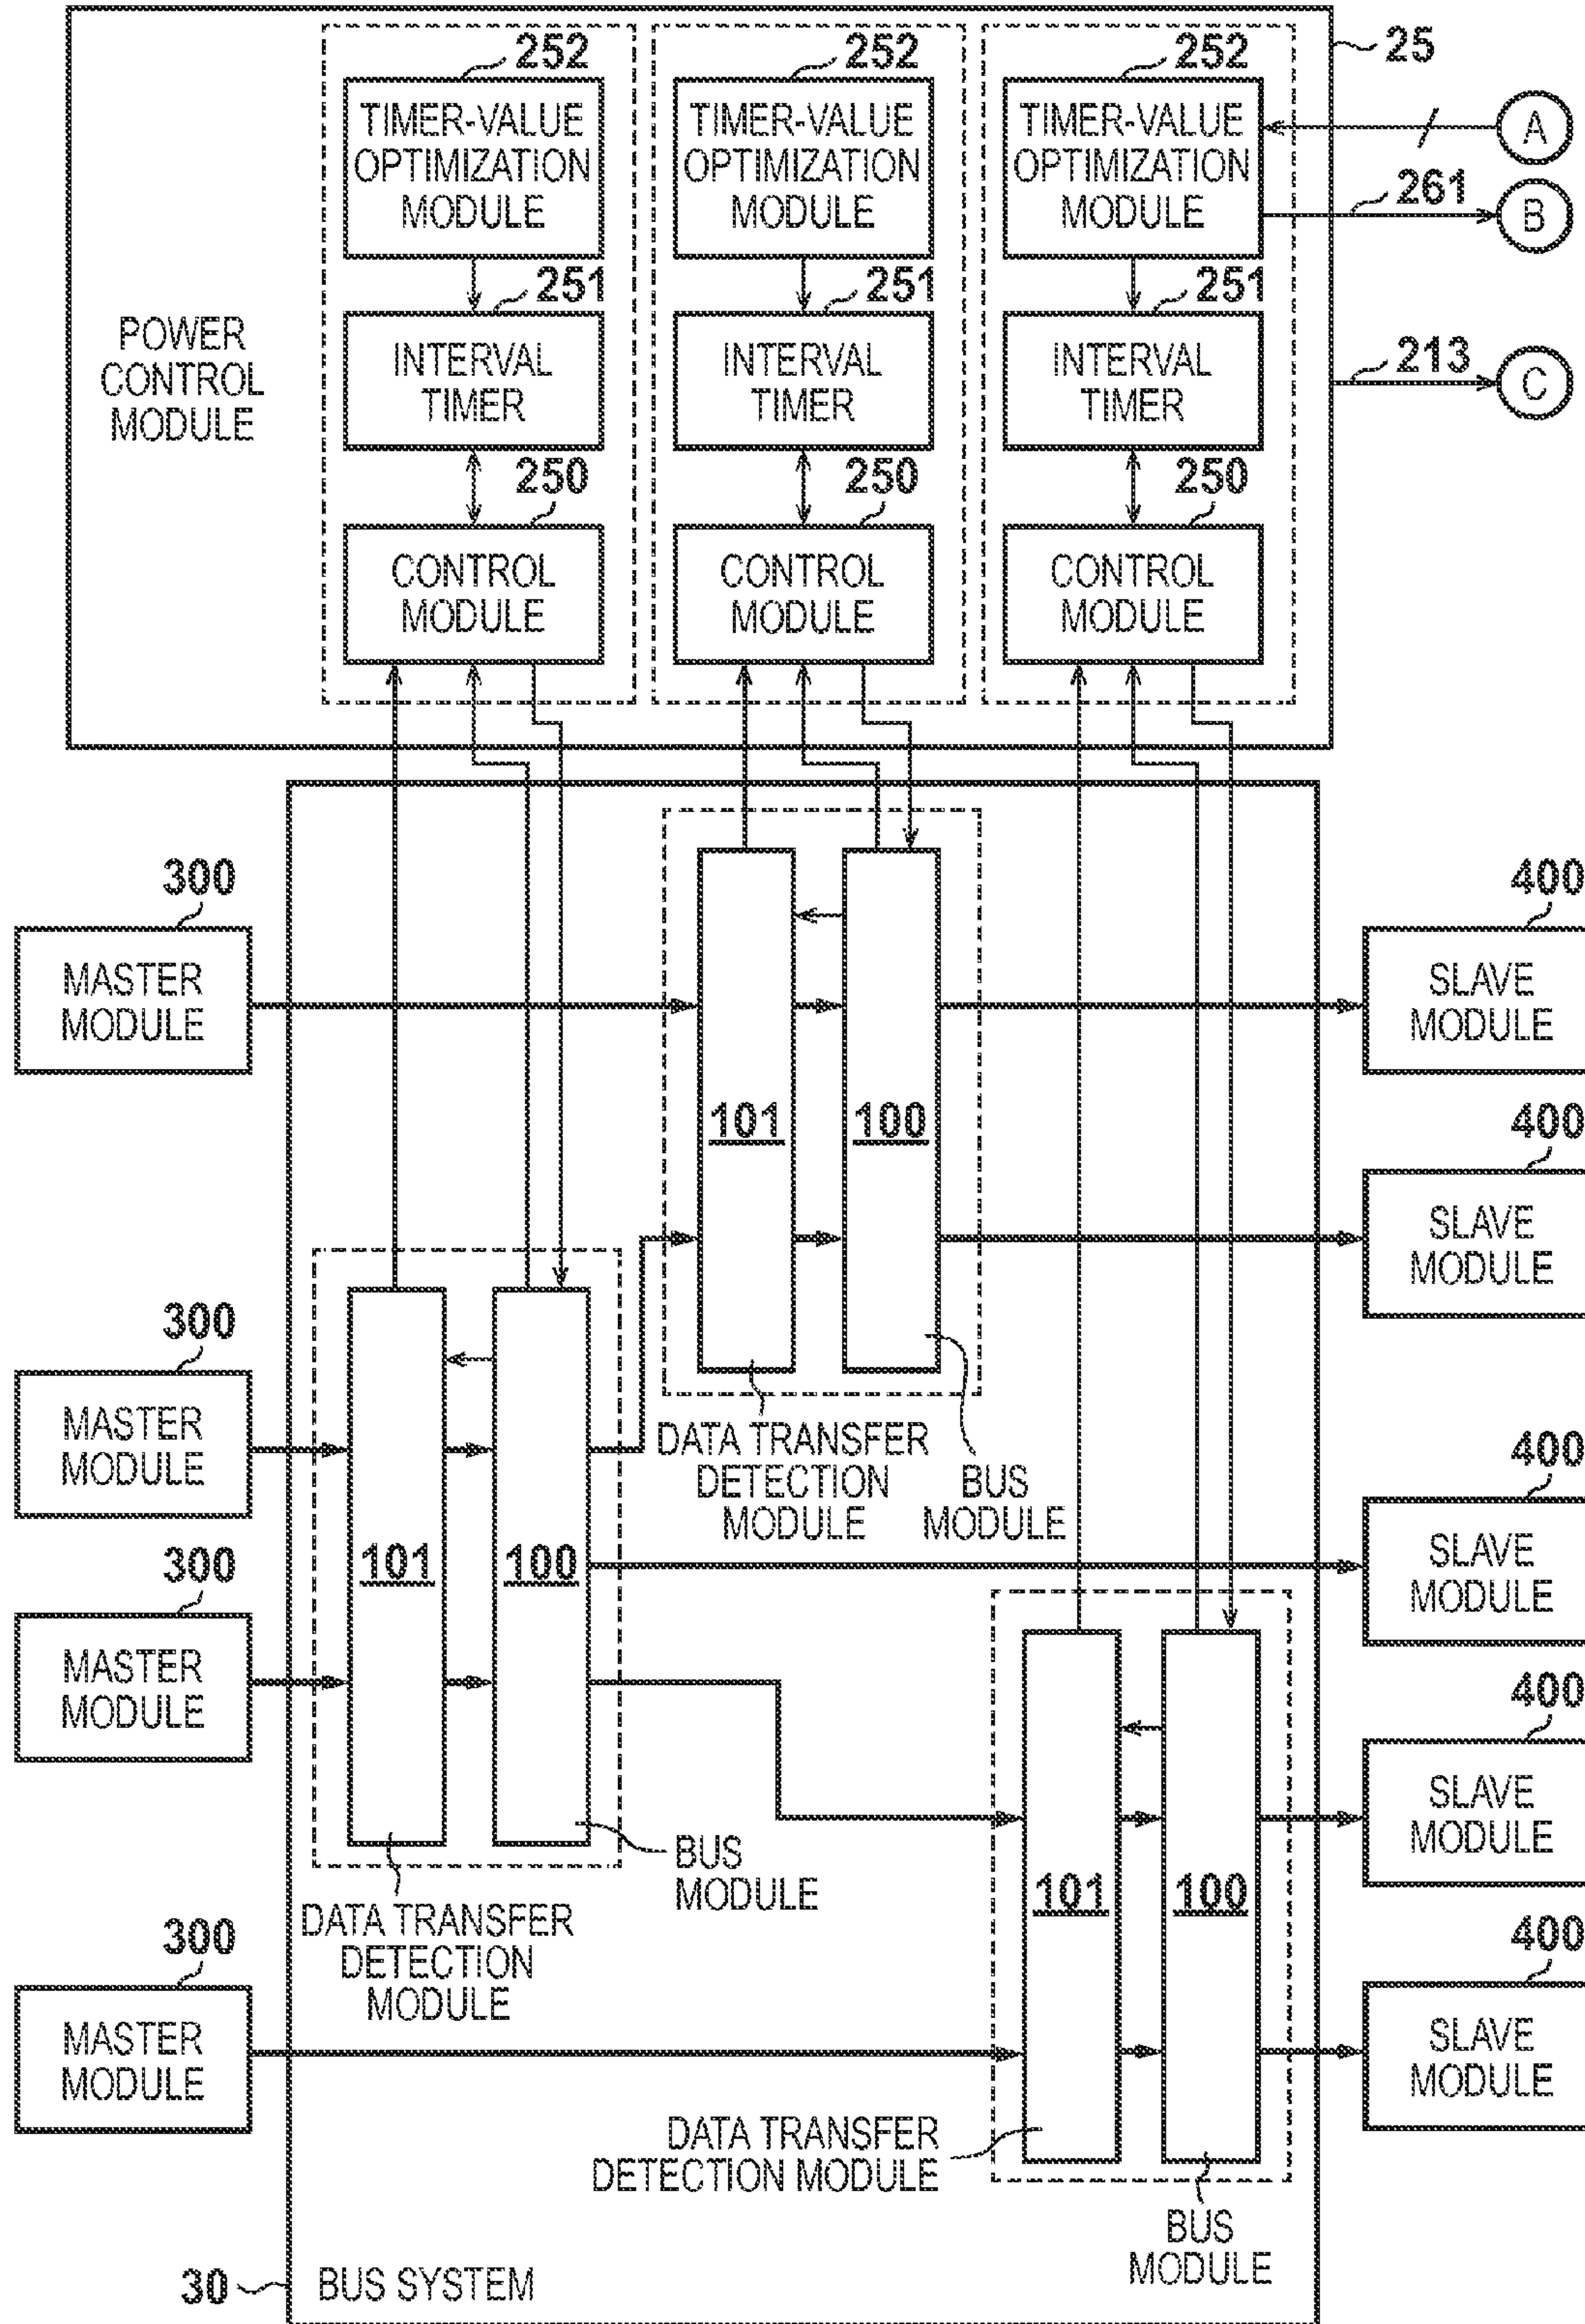 25
252
252
252
TIMER-VALUE
OPTIMIZATION
MODULE
TIMER-VALUE
OPTIMIZATION
MODULE
TIMER-VALUE
OPTIMIZATION
MODULE
A
261
B
251
251
251
POWER
CONTROL
MODULE
INTERVAL
TIMER
INTERVAL
TIMER
INTERVAL
TIMER
213
C
250
250
250
CONTROL
MODULE
CONTROL
MODULE
CONTROL
MODULE
300
MASTER
MODULE
400
SLAVE
MODULE
101
100
400
SLAVE
MODULE
300
MASTER
MODULE
DATA TRANSFER
DETECTION
MODULE
BUS
MODULE
400
SLAVE
MODULE
300
MASTER
MODULE
101
100
400
SLAVE
MODULE
BUS
MODULE
DATA TRANSFER
DETECTION
MODULE
101
100
300
MASTER
MODULE
400
SLAVE
MODULE
DATA TRANSFER
DETECTION MODULE
BUS
MODULE
30
BUS SYSTEM